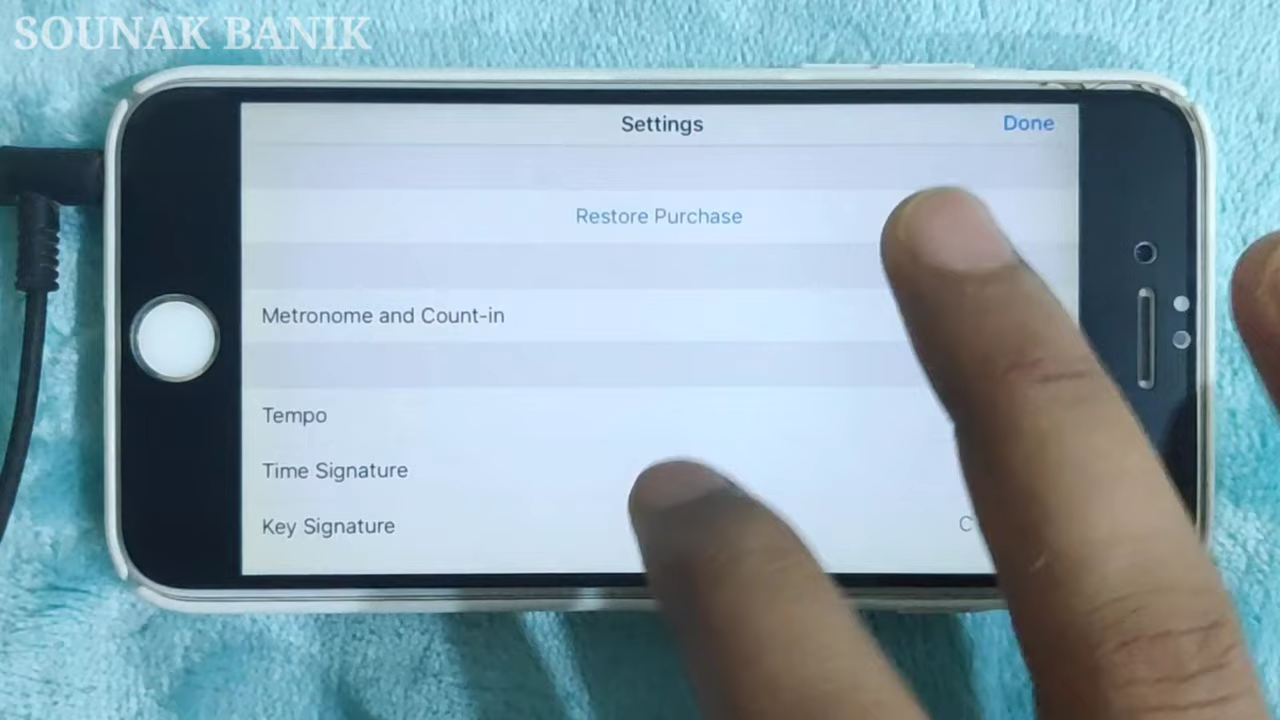 SOUNAK BANIK
Settings
Done
Restore Purchase
Metronome and Count-in
Tempo
Time Signature
Key Signature
C